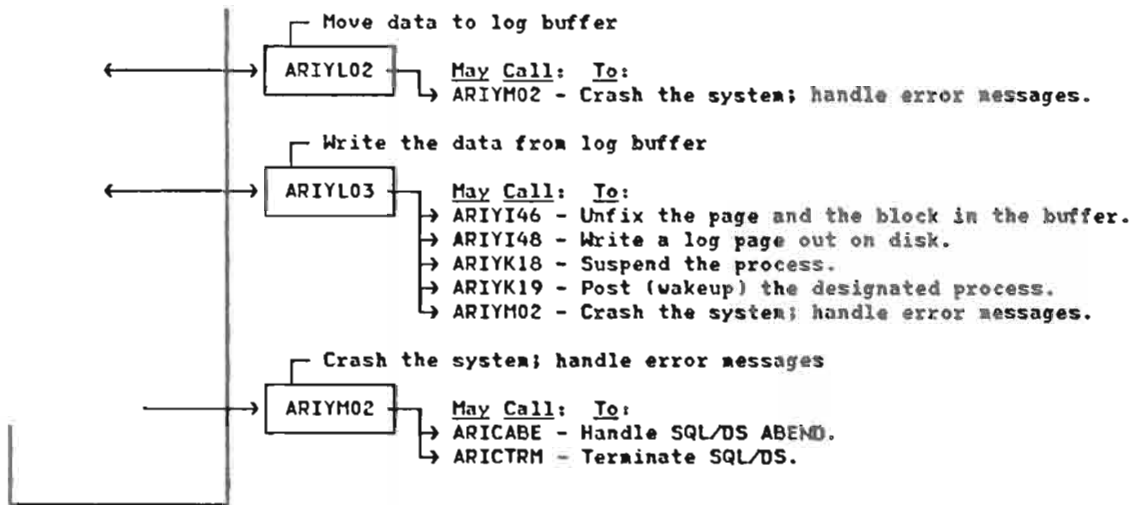 Move data to log buffer
ARIYL02 May Call: To:
ARIYM02 - Crash the system; handle error messages.
Write the data from log buffer
ARIYL03 May Call: To:
ARIYI46 - Unfix the page and the block in the buffer.
ARIYI48 - Write a log page out on disk.
ARIYK18 - Suspend the process.
ARIYK19 - Post (wakeup) the designated process.
ARIYM02 - Crash the system; handle error messages.
Crash the system; handle error messages
ARIYM02 May Call: To:
ARICABE - Handle SQL/DS ABEND.
ARICTRM - Terminate SQL/DS.